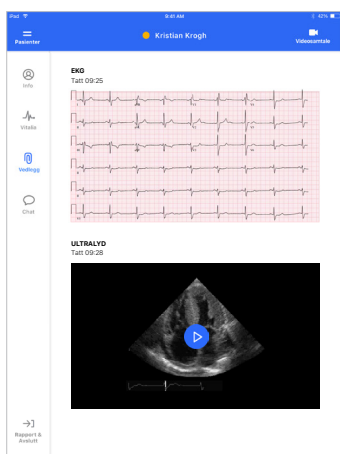 iPad
9:41 AM
42%
Pasienter
Kristian Krogh
Videosamtale
Info
Vitalia
Vedlegg
Chat
EKG
Tatt 09:25
ULTRALYD
Tatt 09:28
Rapport &
Avslutt